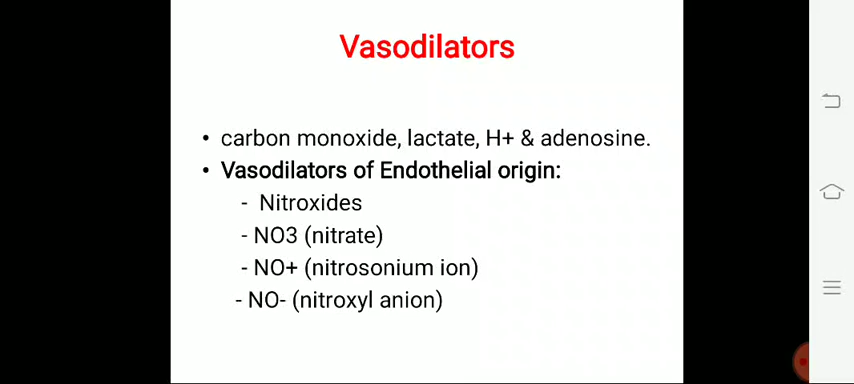 Vasodilators
• carbon monoxide, lactate, H+ & adenosine.
• Vasodilators of Endothelial origin:
- Nitroxides
- NO3 (nitrate)
- NO+ (nitrosonium ion)
- NO- (nitroxyl anion)